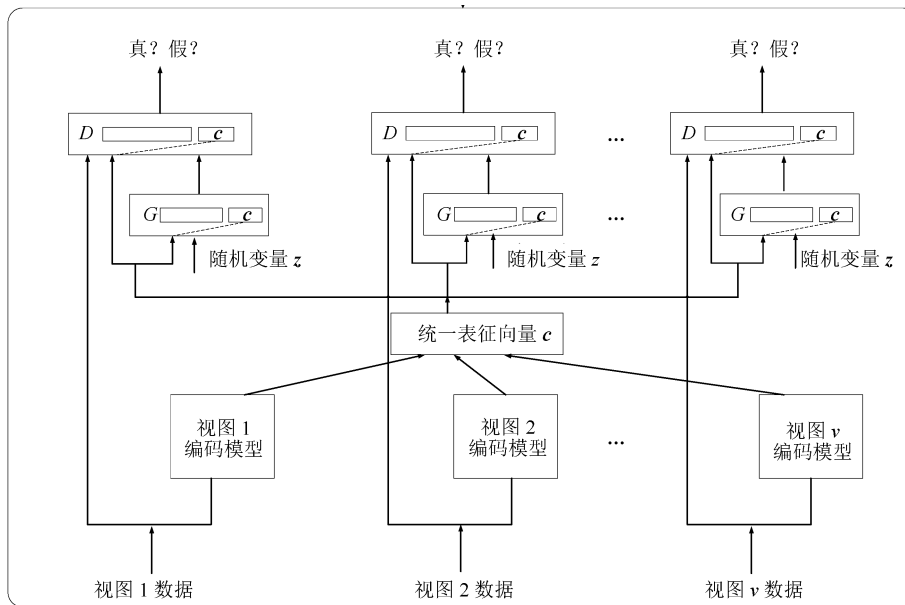 真？假？ 真？假？ 真？假？
D c D c ... D c
G c G c ... G c
随机变量 z 随机变量 z 随机变量 z
统一表征向量 c
视图 1 视图 2 视图 v
编码模型 编码模型 ... 编码模型
视图 1 数据 视图 2 数据 视图 v 数据